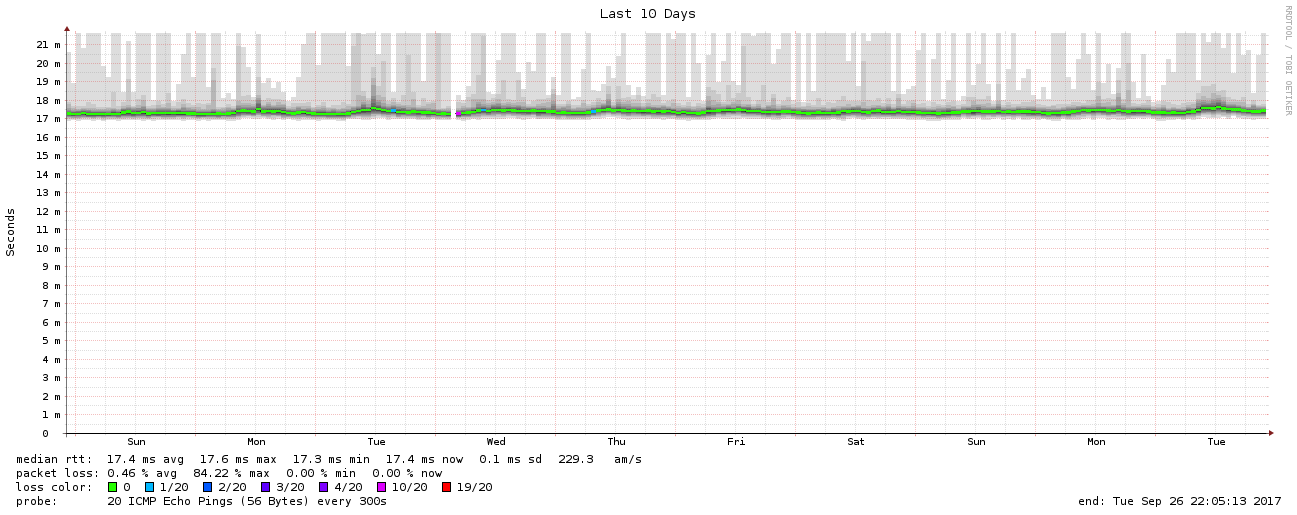 Last 10 Days
RRDTOOL / TOBI OETIKER
Seconds
21 m
20 m
19 m
18 m
17 m
16 m
15 m
14 m
13 m
12 m
11 m
10 m
9 m
8 m
7 m
6 m
5 m
4 m
3 m
2 m
1 m
0
Sun Mon Tue Wed Thu Fri Sat Sun Mon Tue
median rtt: 17.4 ms avg 17.6 ms max 17.3 ms min 17.4 ms now 0.1 ms sd 229.3 am/s
packet loss: 0.46 % avg 84.22 % max 0.00 % min 0.00 % now
loss color: 0 1/20 2/20 3/20 4/20 10/20 19/20
probe: 20 ICMP Echo Pings (56 Bytes) every 300s end: Tue Sep 26 22:05:13 2017